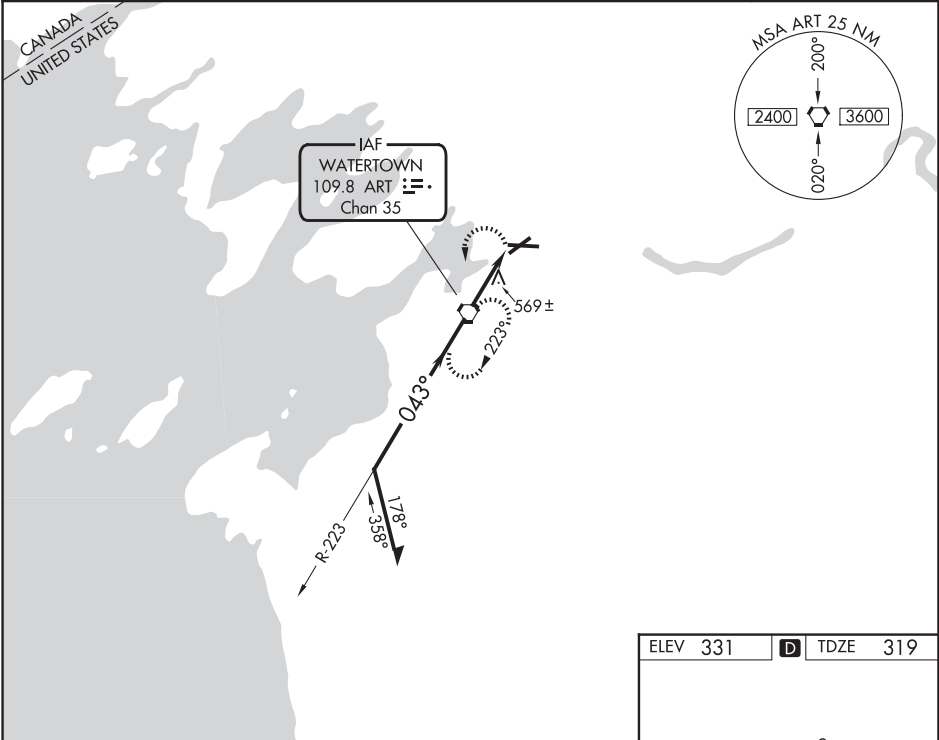 CANADA
UNITED STATES
MSA ART 25 NM
200°
2400
3600
020°
IAF
WATERTOWN
109.8 ART
Chan 35
569±
223°
043°
178°
358°
R-223
ELEV 331 D TDZE 319